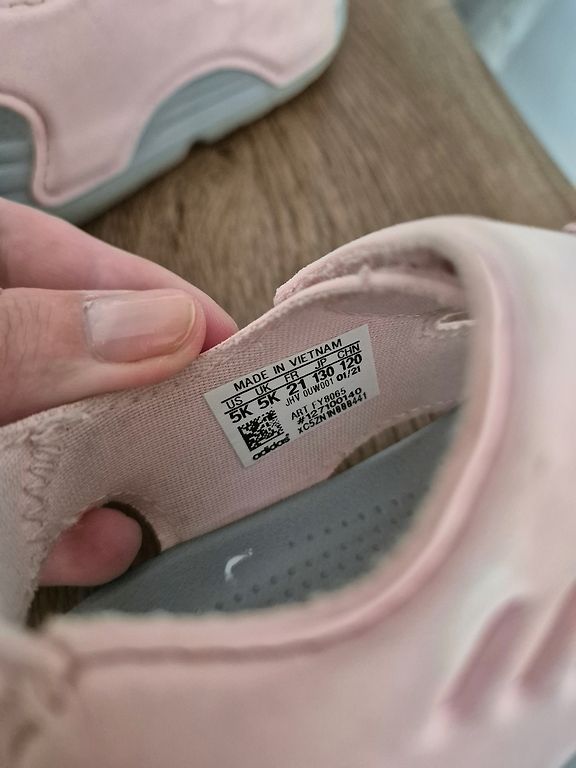 MADE IN VIETNAM
US UK FR JP CHN
5K 5K 21 130 120
JHV 0UW001 01/21
ART FY8065
#127100140
adidas